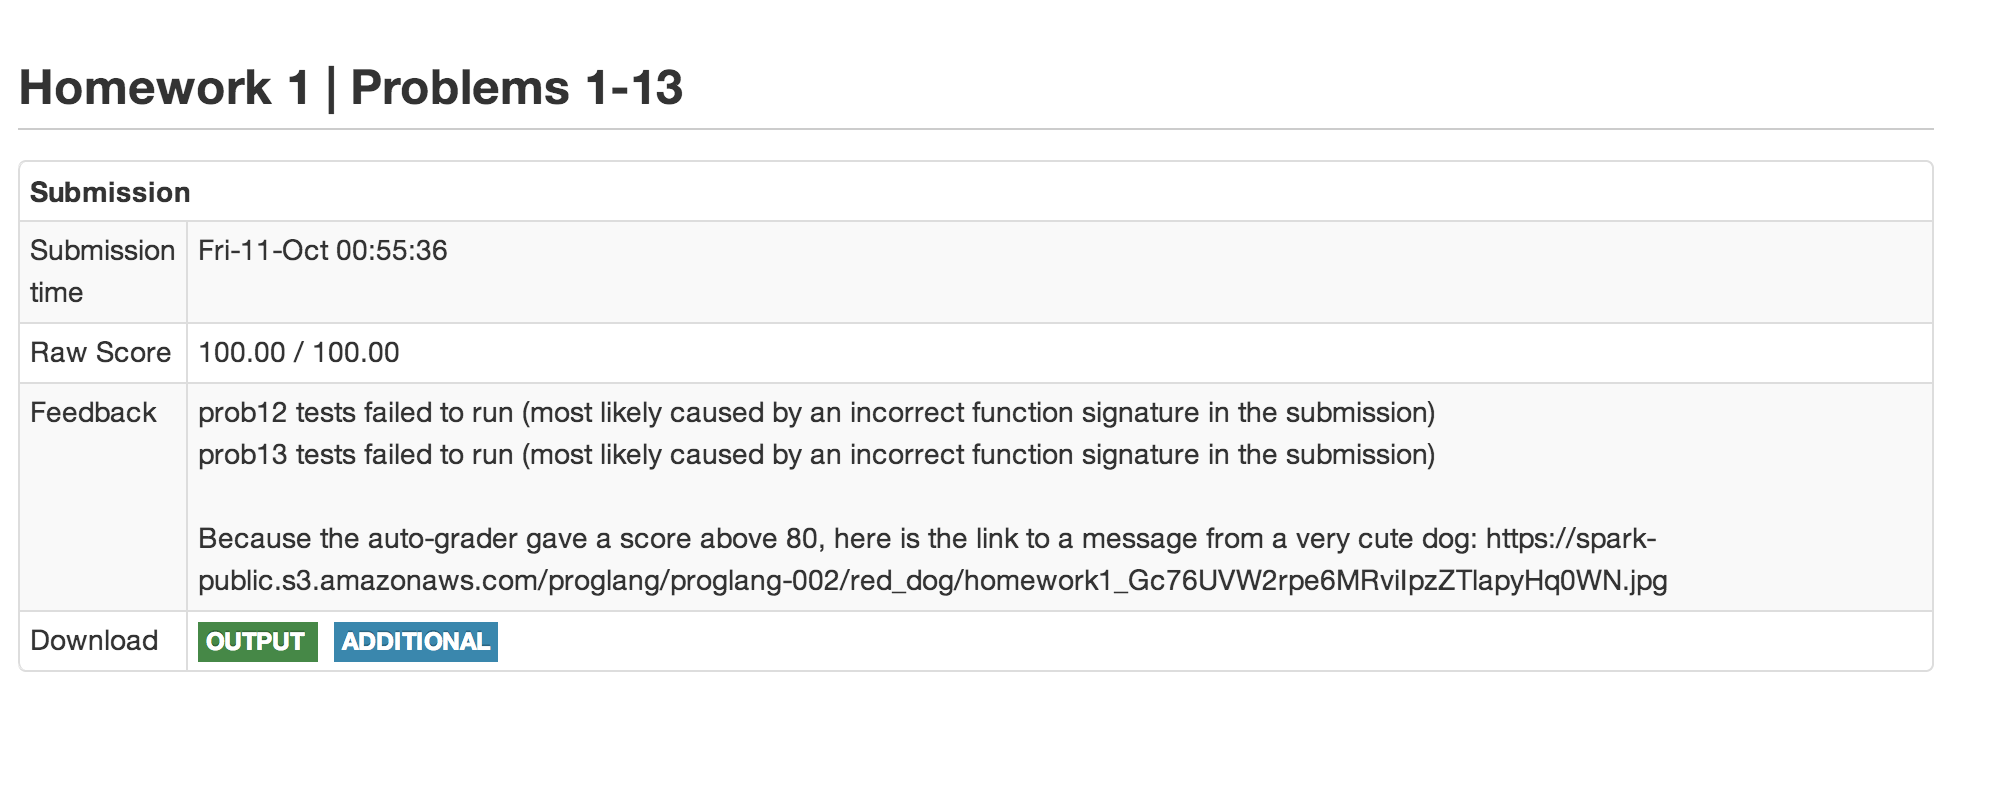 Homework 1 | Problems 1-13
Submission
Submission
time
Fri-11-Oct 00:55:36
Raw Score
100.00 / 100.00
Feedback
prob12 tests failed to run (most likely caused by an incorrect function signature in the submission)
prob13 tests failed to run (most likely caused by an incorrect function signature in the submission)
Because the auto-grader gave a score above 80, here is the link to a message from a very cute dog: https://spark-
public.s3.amazonaws.com/proglang/proglang-002/red_dog/homework1_Gc76UVW2rpe6MRviIpzZTlapyHq0WN.jpg
Download
OUTPUT
ADDITIONAL